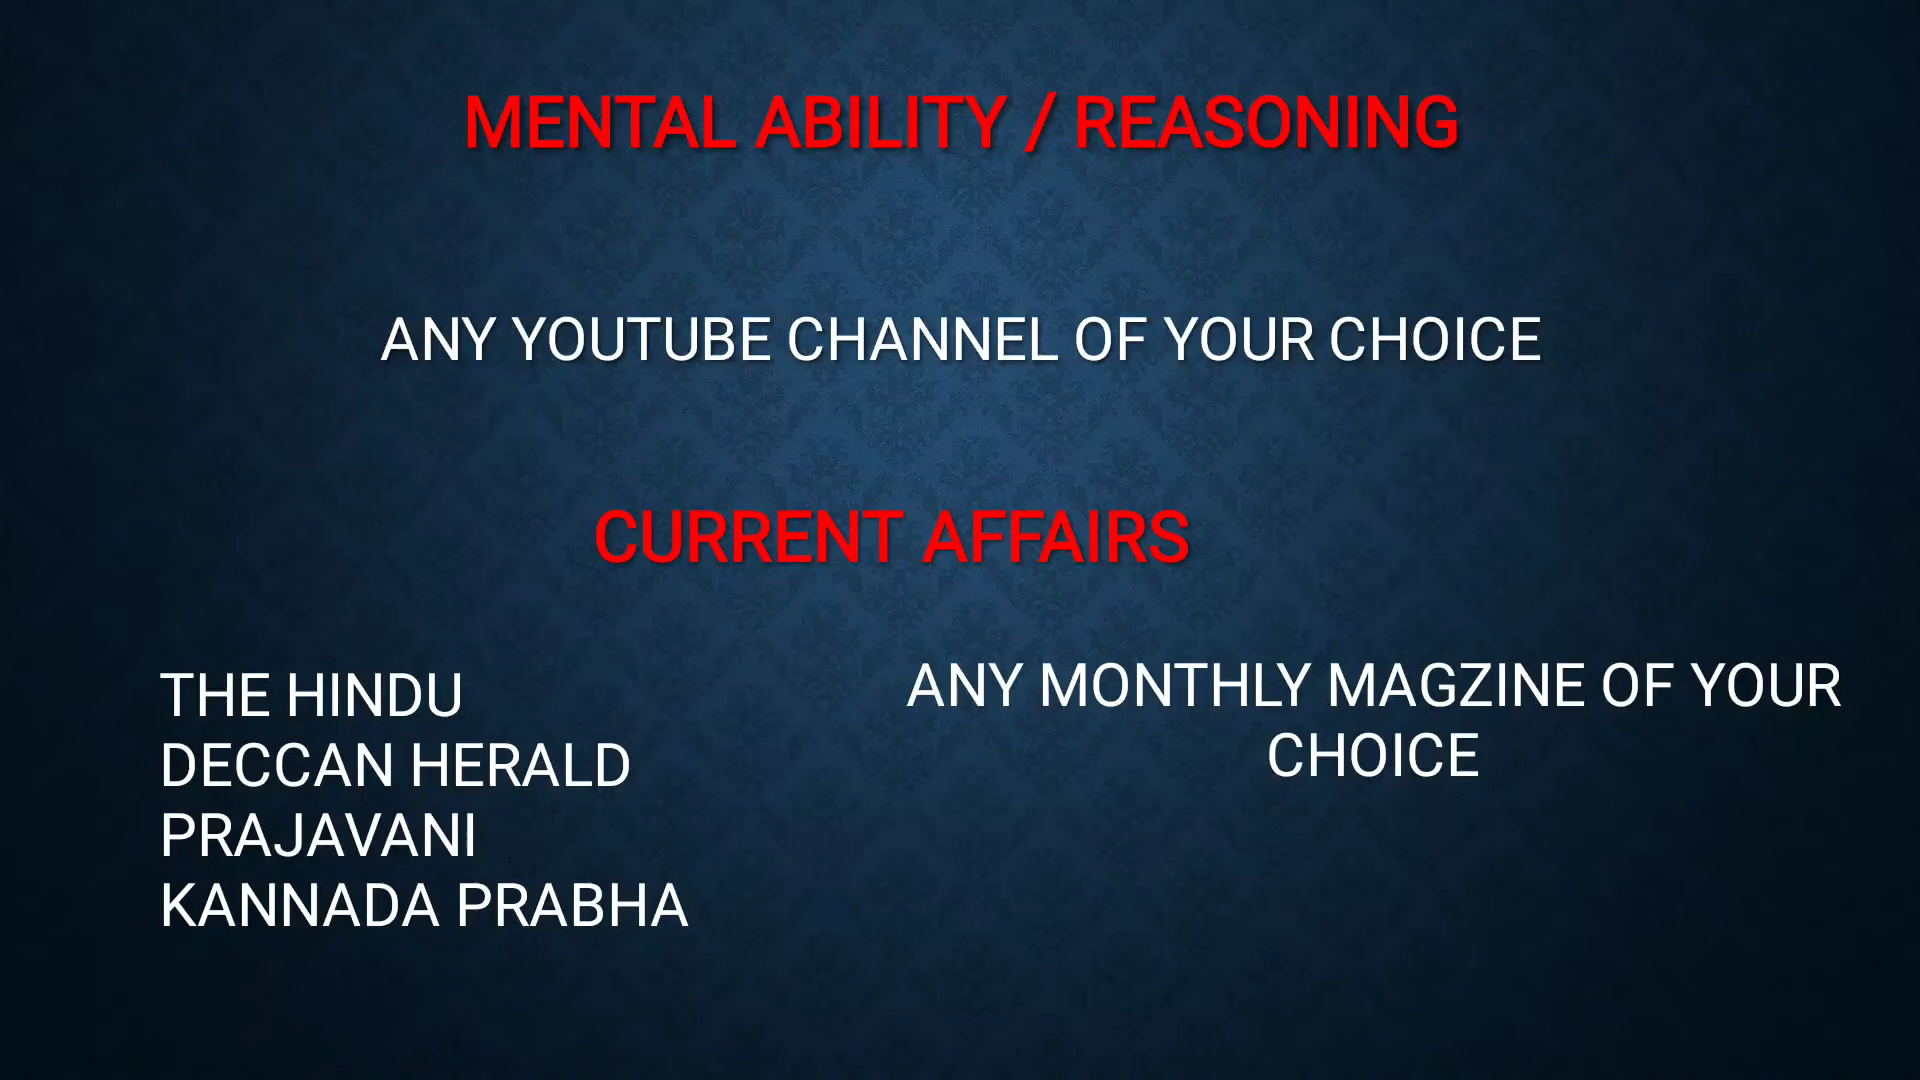 MENTAL ABILITY / REASONING
ANY YOUTUBE CHANNEL OF YOUR CHOICE
CURRENT AFFAIRS
THE HINDU
DECCAN HERALD
PRAJAVANI
KANNADA PRABHA
ANY MONTHLY MAGZINE OF YOUR
CHOICE